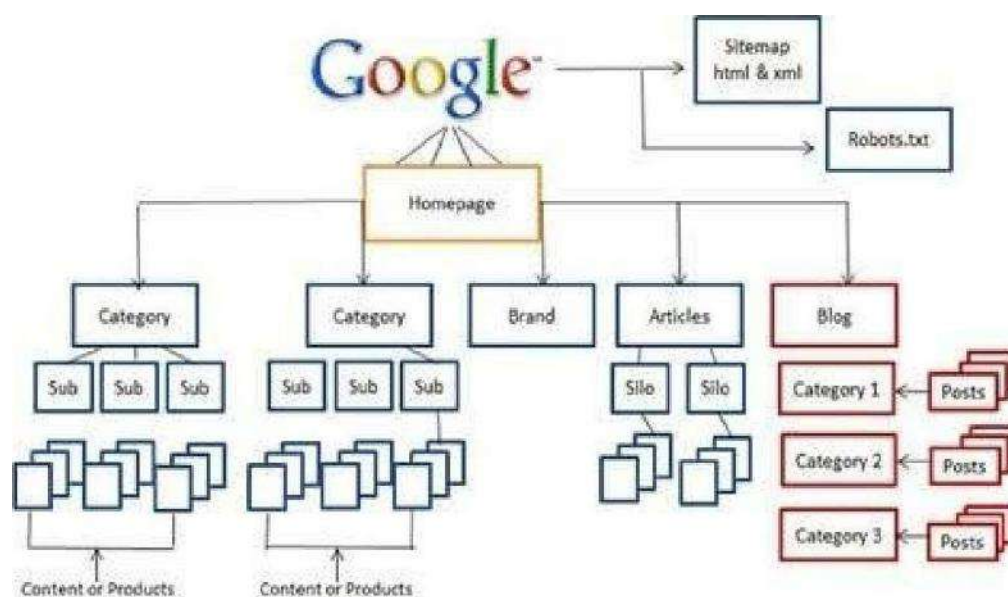 Google
Sitemap
html & xml
Robots.txt
Homepage
Category
Category
Brand
Articles
Blog
Sub
Sub
Sub
Sub
Sub
Sub
Silo
Silo
Category 1
Posts
Category 2
Posts
Category 3
Posts
Content or Products
Content or Products